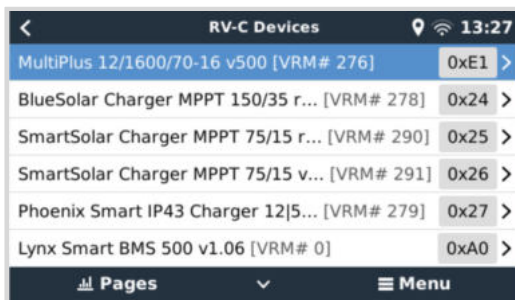 RV-C Devices 13:27
MultiPlus 12/1600/70-16 v500 [VRM# 276] 0xE1
BlueSolar Charger MPPT 150/35 r... [VRM# 278] 0x24
SmartSolar Charger MPPT 75/15 r... [VRM# 290] 0x25
SmartSolar Charger MPPT 75/15 v... [VRM# 291] 0x26
Phoenix Smart IP43 Charger 12|5... [VRM# 279] 0x27
Lynx Smart BMS 500 v1.06 [VRM# 0] 0xA0
Pages Menu